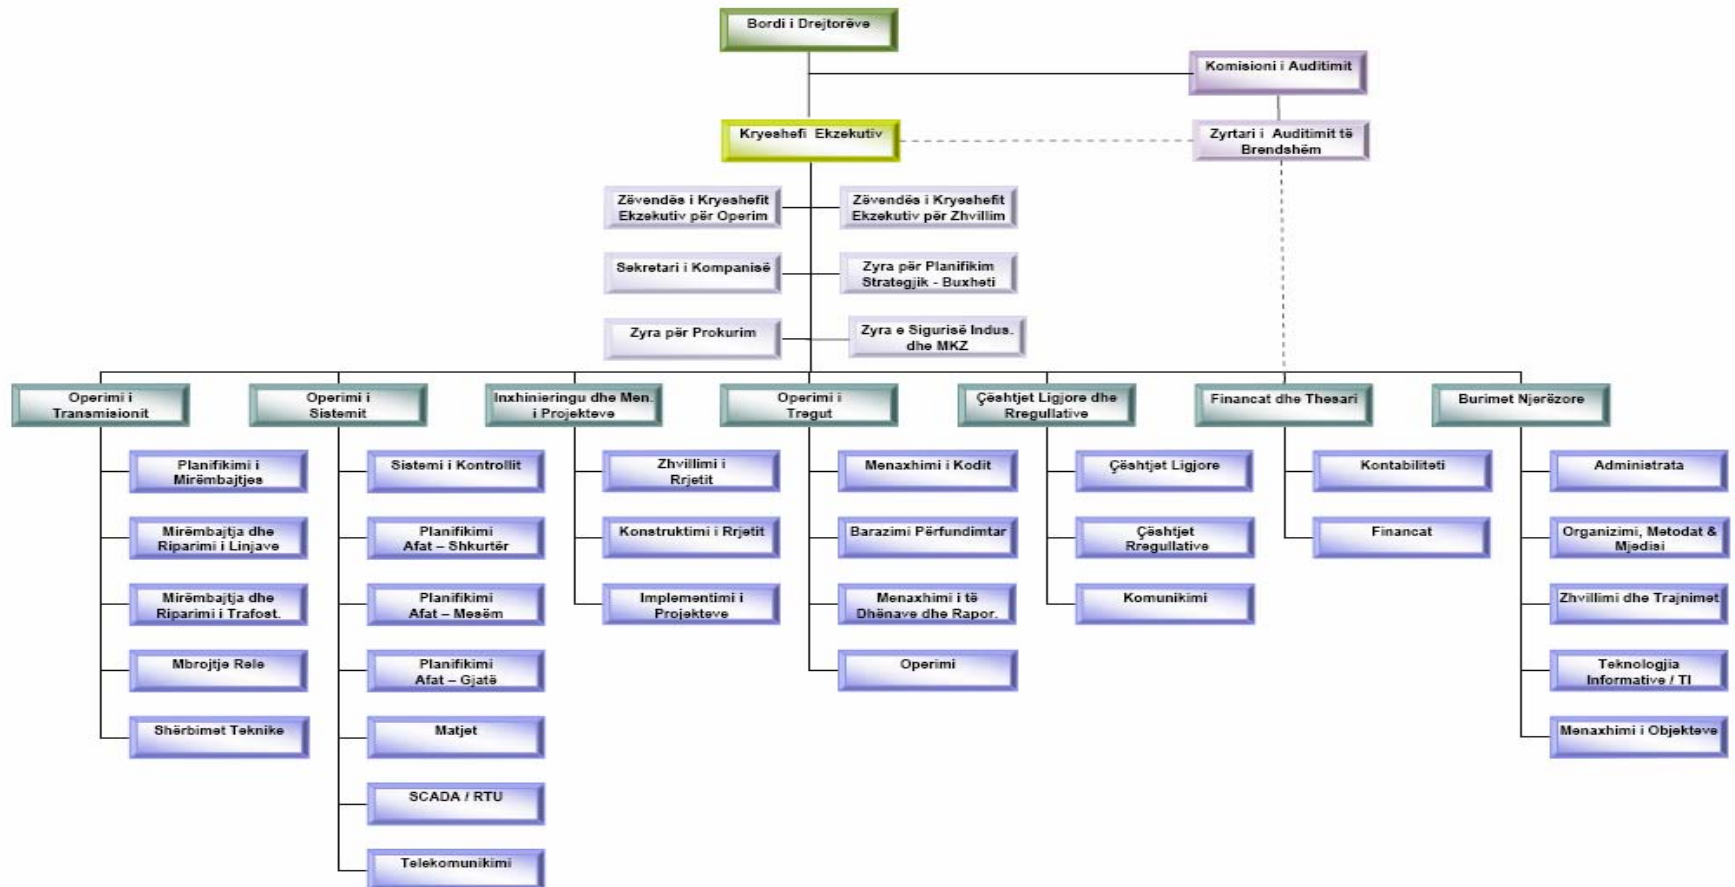 Bordi i Drejtorëve
Komisioni i Auditimit
Kryeshefi Ekzekutiv
Zyrtari i Auditimit të
Brendshëm
Zëvendës i Kryeshefit
Ekzekutiv për Operim
Zëvendës i Kryeshefit
Ekzekutiv për Zhvillim
Sekretari i Kompanisë
Zyra për Planifikim
Strategjik - Buxheti
Zyra për Prokurim
Zyra e Sigurisë Indus.
dhe MKZ
Operimi i
Transmisionit
Operimi i
Sistemit
Inxhinieringu dhe Men.
i Projekteve
Operimi i
Tregut
Çështjet Ligjore dhe
Rregullative
Financat dhe Thesari
Burimet Njerëzore
Planifikimi i
Mirëmbajtjes
Mirëmbajtja dhe
Riparimi i Linjave
Mirëmbajtja dhe
Riparimi i Trafost.
Mbrojtje Rele
Shërbimet Teknike
Sistemi i Kontrollit
Planifikimi
Afat – Shkurtër
Planifikimi
Afat – Mesëm
Planifikimi
Afat – Gjatë
Matjet
SCADA / RTU
Telekomunikimi
Zhvillimi i
Rrjetit
Konstruktimi i Rrjetit
Implementimi i
Projekteve
Menaxhimi i Kodit
Barazimi Përfundimtar
Menaxhimi i të
Dhënave dhe Rapor.
Operimi
Çështjet Ligjore
Çështjet
Rregullative
Komunikimi
Kontabiliteti
Financat
Administrata
Organizimi, Metodat &
Mjedisi
Zhvillimi dhe Trajnimet
Teknologjia
Informative / TI
Menaxhimi i Objekteve